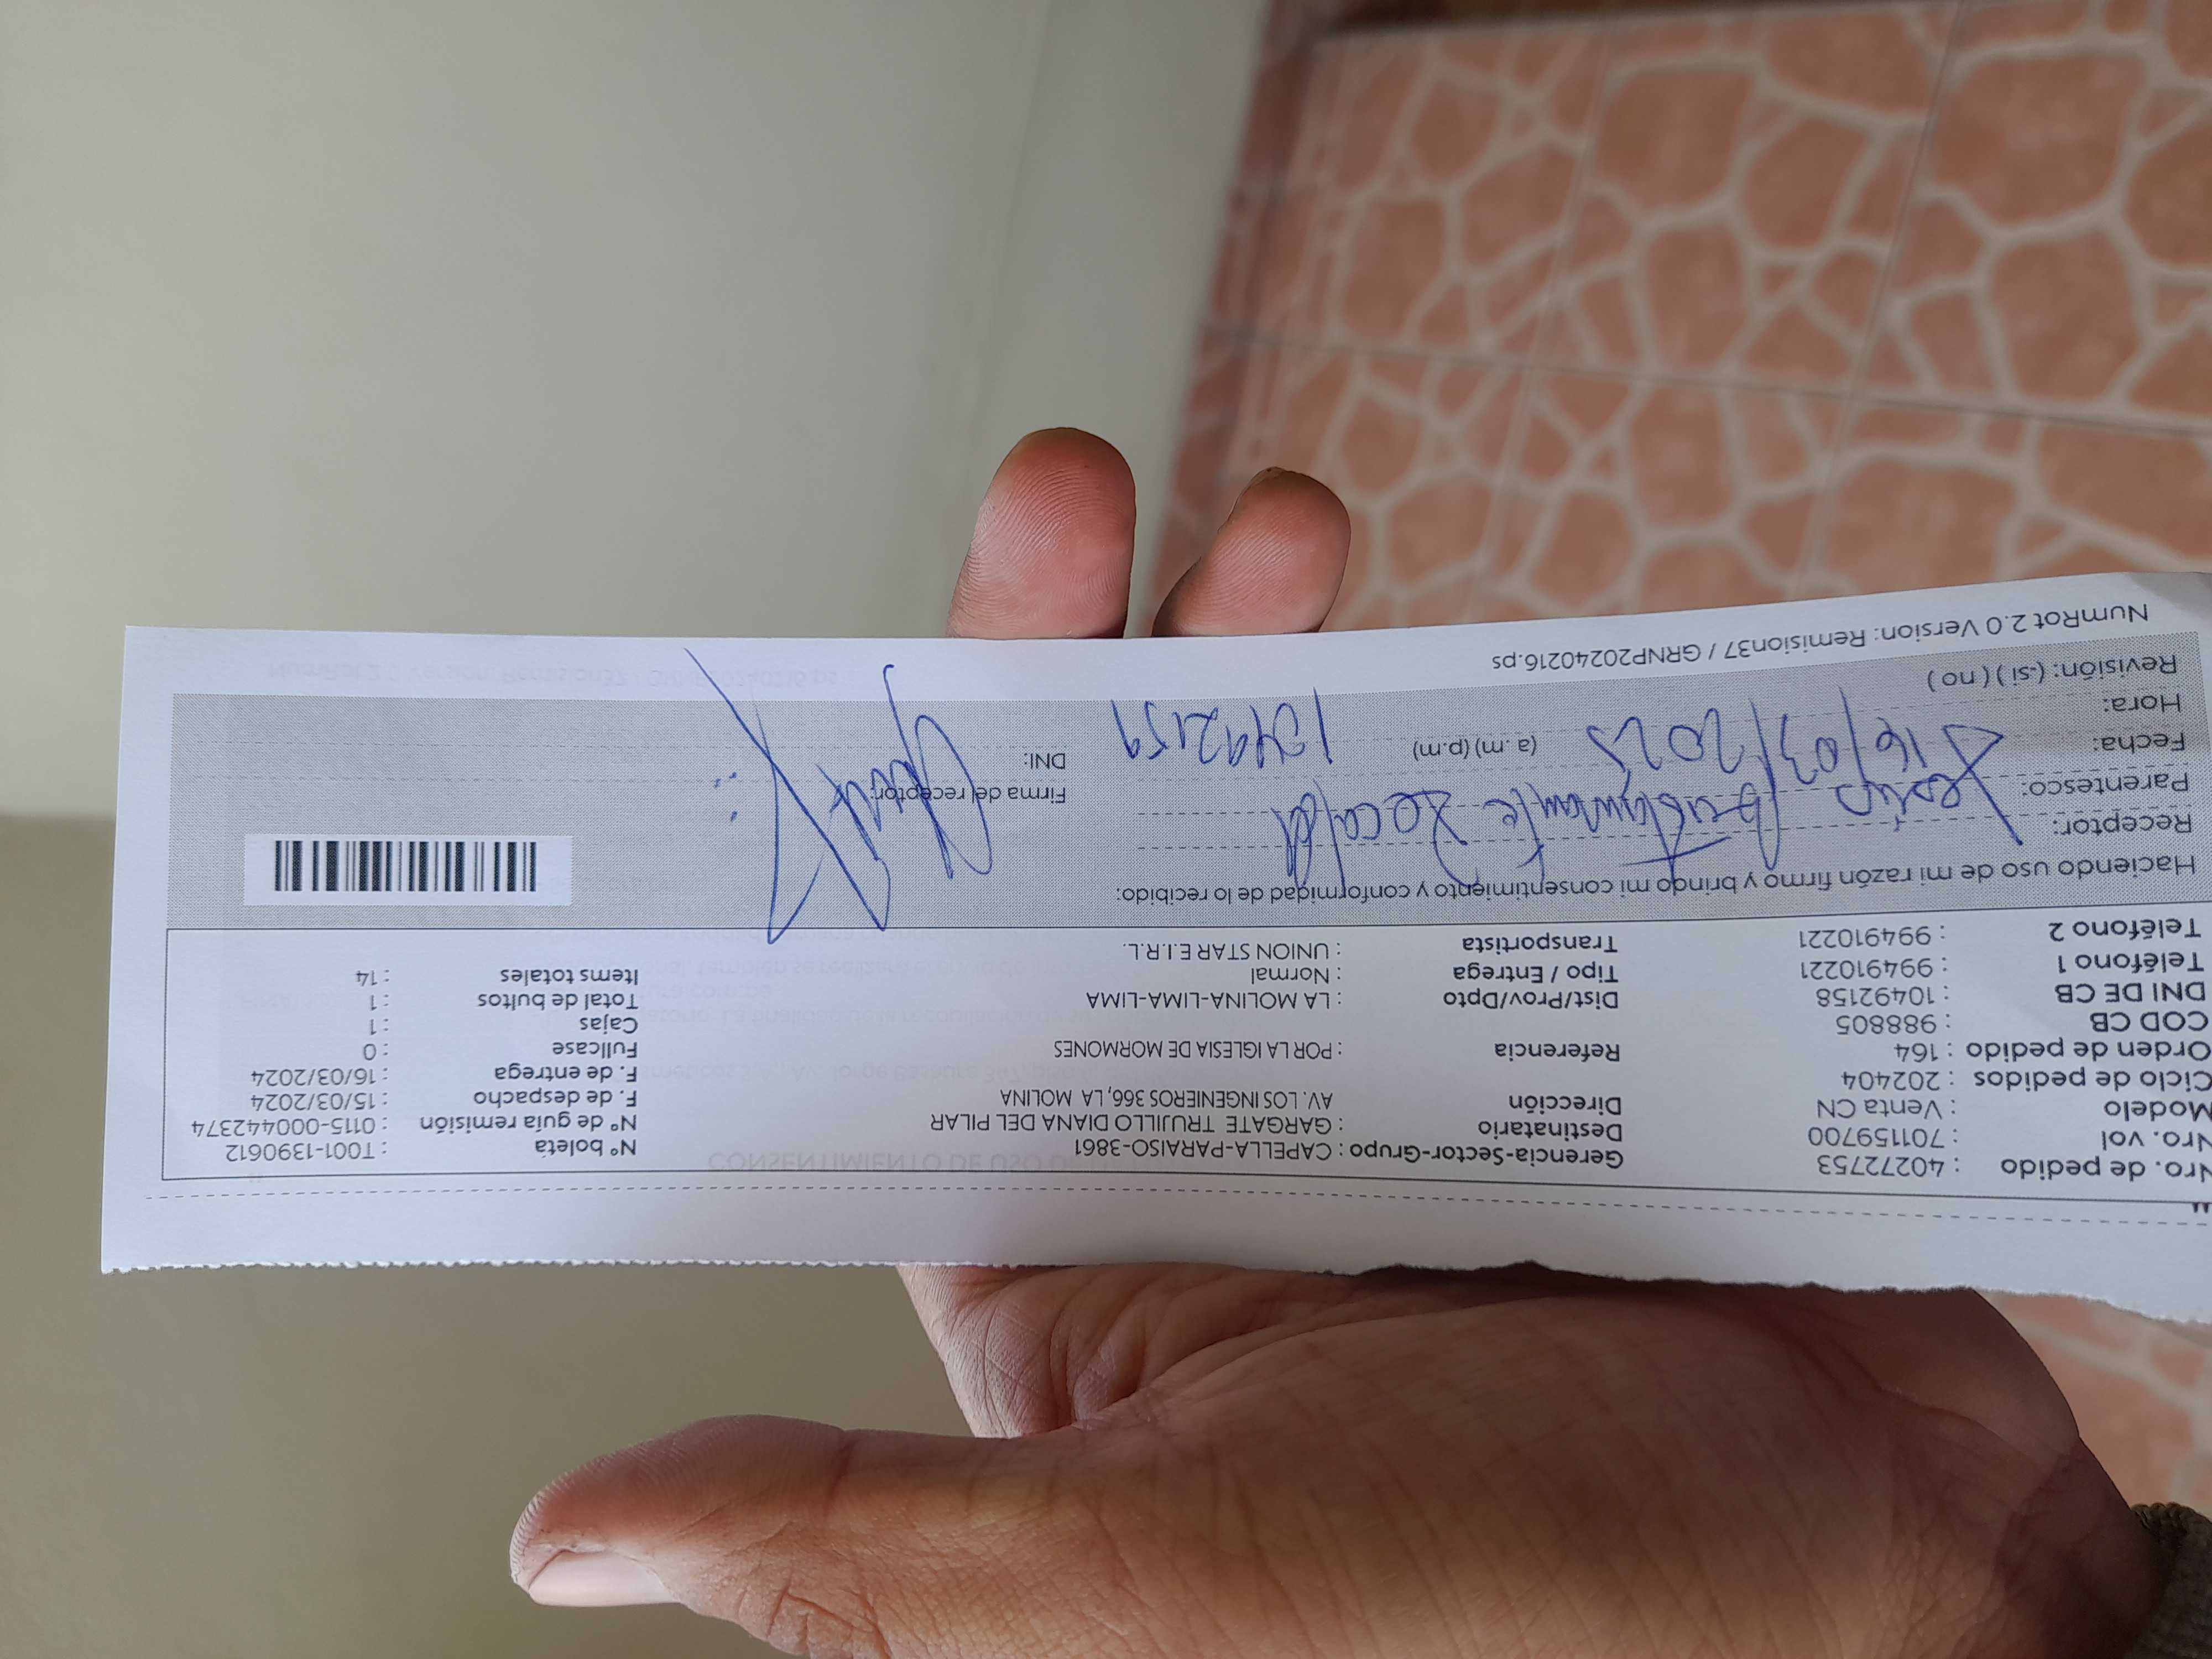 Nro. de pedido : 40272753 Gerencia-Sector-Grupo : CAPELLA-PARAISO-3861 N° boleta : T001-1390612
Nro. vol : 701159700 Destinatario : GARGATE TRUJILLO DIANA DEL PILAR N° de guía remisión : 0115-000442374
Modelo : Venta CN Dirección AV. LOS INGENIEROS 366, LA MOLINA F. de despacho : 15/03/2024
Ciclo de pedidos : 202404 F. de entrega : 16/03/2024
Orden de pedido : 164 Referencia : POR LA IGLESIA DE MORMONES Fullcase : 0
COD CB : 988805 Cajas : 1
DNI DE CB : 10492158 Dist/Prov/Dpto : LA MOLINA-LIMA-LIMA Total de bultos : 1
Teléfono 1 : 994910221 Tipo / Entrega : Normal Items totales : 14
Teléfono 2 : 994910221 Transportista : UNION STAR E.I.R.L.
Haciendo uso de mi razón firmo y brindo mi consentimiento y conformidad de lo recibido:
Receptor: Jesús Bustamante
Parentesco: Firma de receptor:
Fecha: 16/03/2025 (a.m) (p.m) DNI:
Hora:
Revisión: (.si) ( no )
NumRot 2.0 Version: Remision37 / GRNP20240216.ps